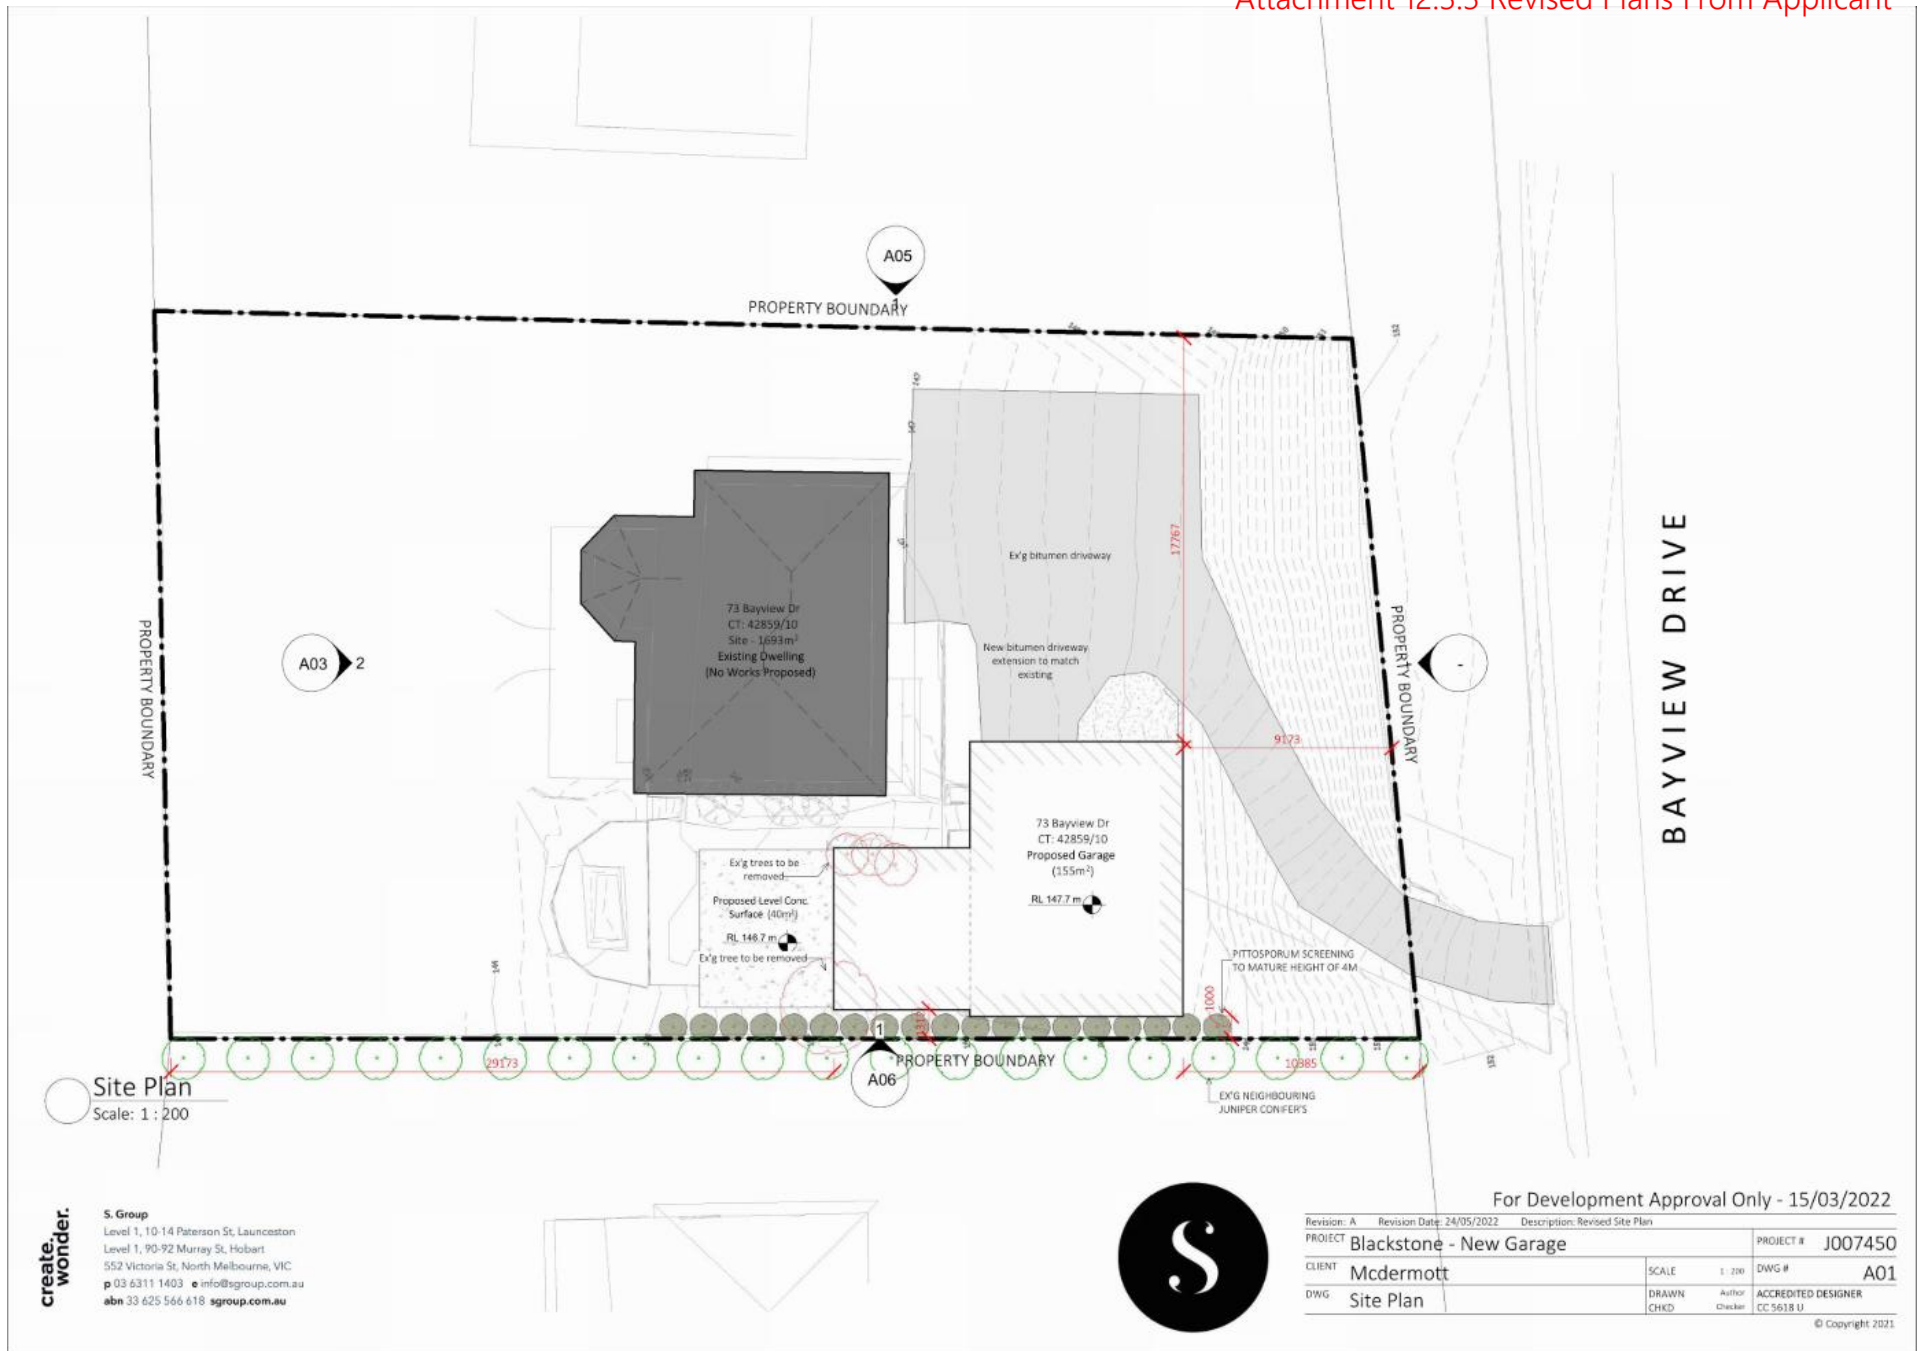 Attachment 12.3.3 Revised Plans From Applicant
A05
1
PROPERTY BOUNDARY
152
147
147
17767
Ex'g bitumen driveway
BAYVIEW DRIVE
73 Bayview Dr
CT: 42859/10
Site - 1693m²
Existing Dwelling
(No Works Proposed)
A03
2
PROPERTY BOUNDARY
New bitumen driveway
extension to match
existing
PROPERTY BOUNDARY
-
9173
73 Bayview Dr
CT: 42859/10
Proposed Garage
(155m²)
RL 147.7 m
Ex'g trees to be
removed
Proposed Level Conc.
Surface (40m²)
RL 146.7 m
Ex'g tree to be removed
144
PITTOSPORUM SCREENING
TO MATURE HEIGHT OF 4M
1000
1
PROPERTY BOUNDARY
A06
29173
10385
152
EX'G NEIGHBOURING
JUNIPER CONIFER'S
Site Plan
Scale: 1 : 200
create.
wonder.
S. Group
Level 1, 10-14 Paterson St, Launceston
Level 1, 90-92 Murray St, Hobart
552 Victoria St, North Melbourne, VIC
p 03 6311 1403 e info@sgroup.com.au
abn 33 625 566 618 sgroup.com.au
S
For Development Approval Only - 15/03/2022
Revision: A Revision Date: 24/05/2022 Description: Revised Site Plan
PROJECT Blackstone - New Garage
PROJECT # J007450
CLIENT Mcdermott
SCALE 1 : 200
DWG # A01
DWG Site Plan
DRAWN Author
CHKD Checker
ACCREDITED DESIGNER
CC 5618 U
© Copyright 2021